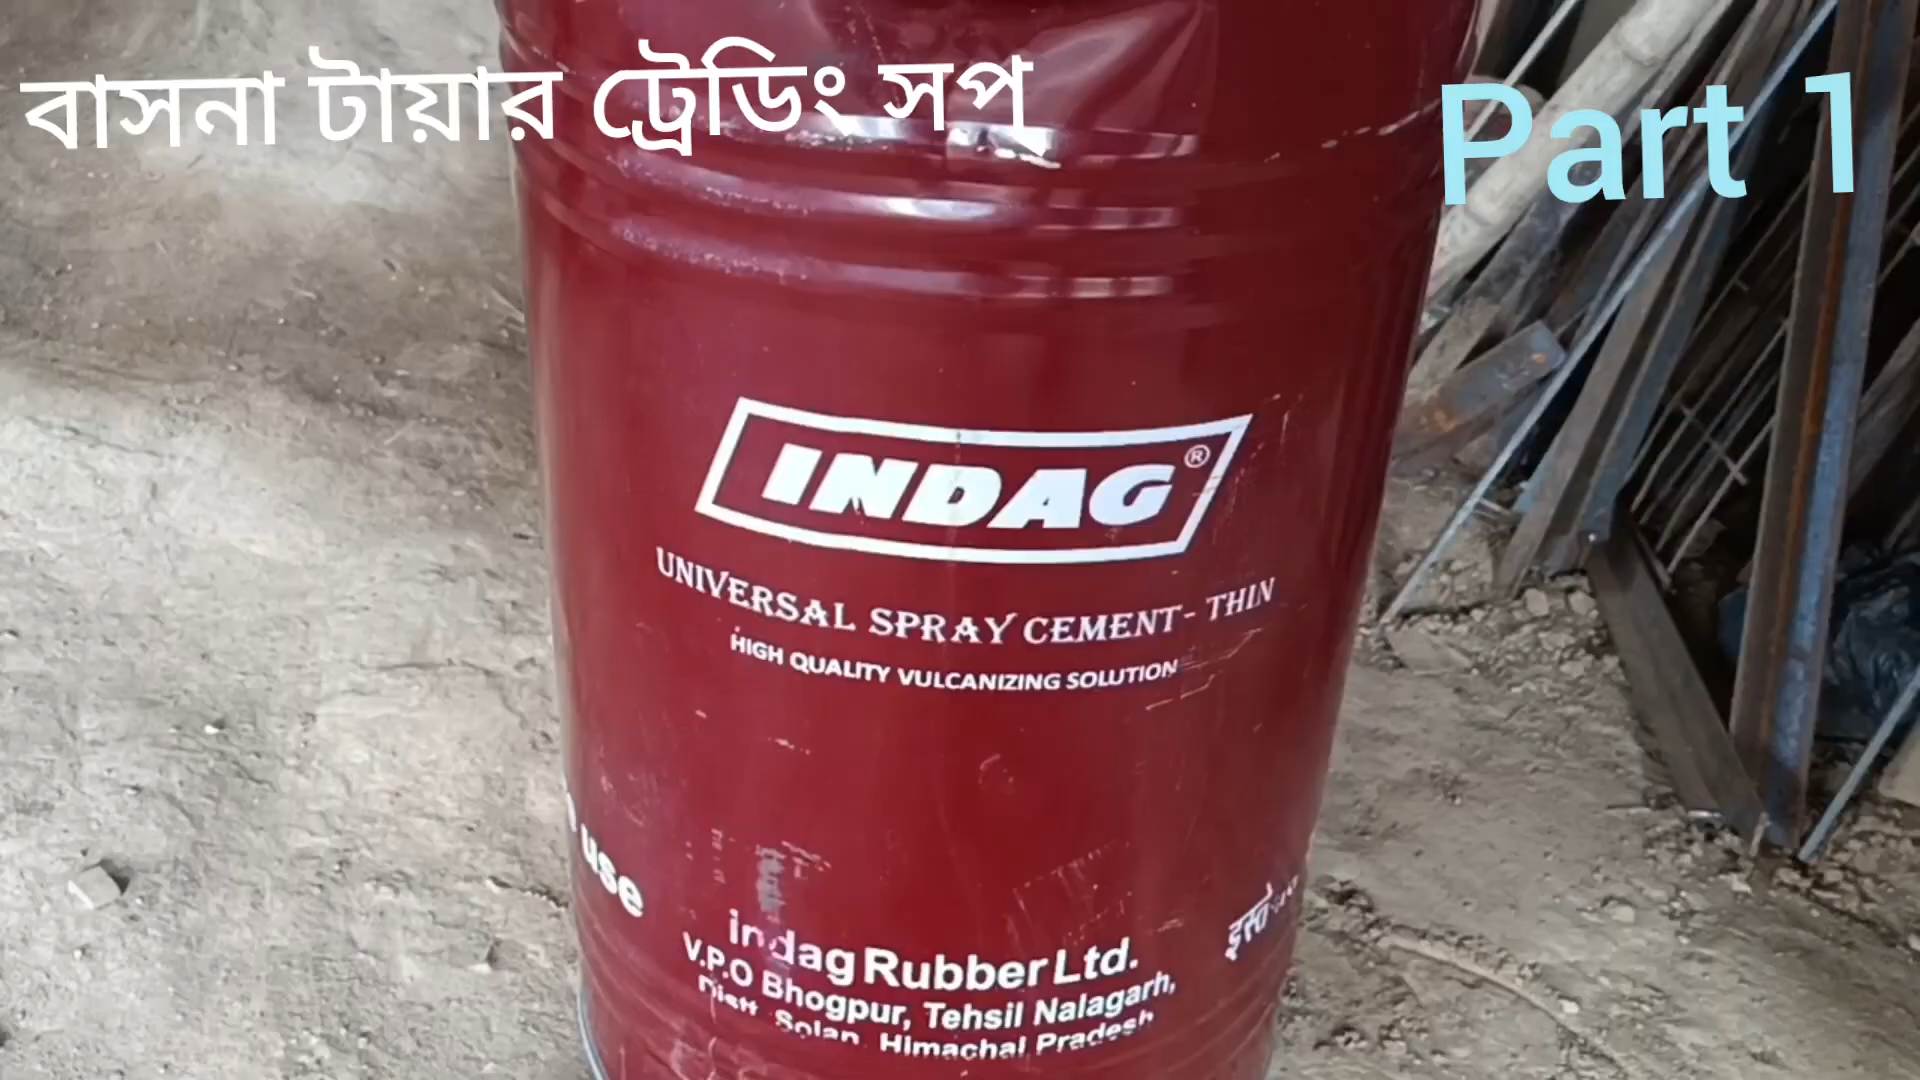 বাসনা টায়ার ট্রেডিং সপ
Part 1
INDAG®
UNIVERSAL SPRAY CEMENT- THIN
HIGH QUALITY VULCANIZING SOLUTION
use
indag Rubber Ltd.
V.P.O Bhogpur, Tehsil Nalagarh,
Distt. Solan, Himachal Pradesh